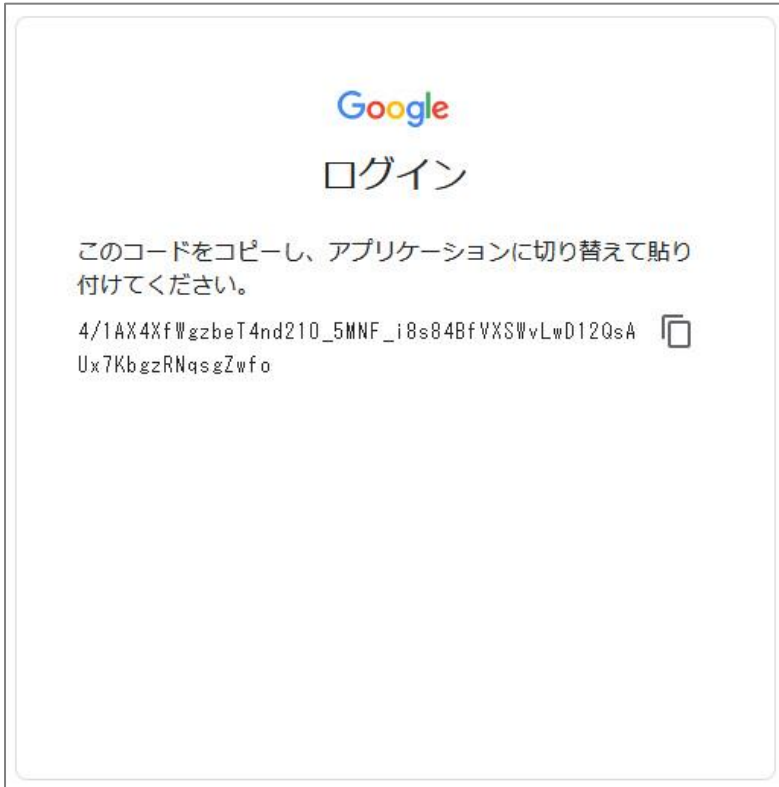 Google
ログイン
このコードをコピーし、アプリケーションに切り替えて貼り
付けてください。
4/1AX4XfWgzbeT4nd210_5MNF_i8s84BfVXSWvLwD12QsA
Ux7KbgzRNqsgZwfo